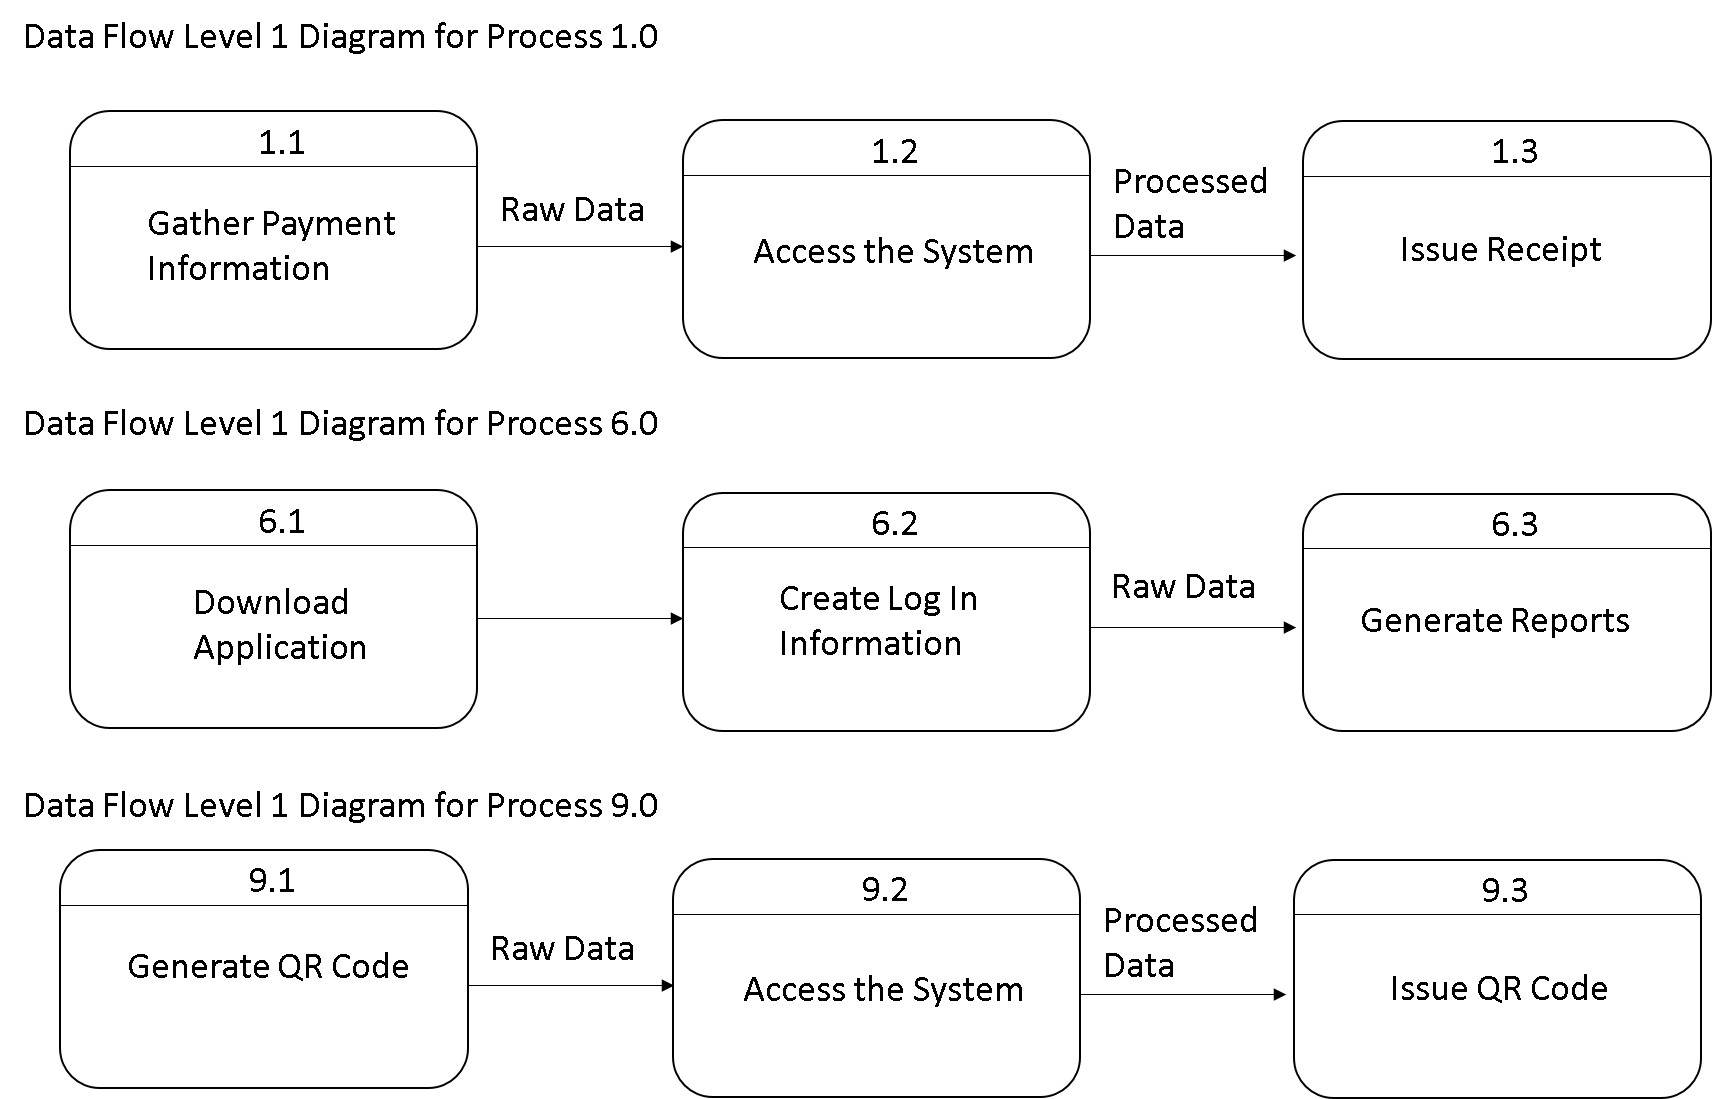 Data Flow Level 1 Diagram for Process 1.0
1.1
Gather Payment
Information
Raw Data
1.2
Access the System
Processed
Data
1.3
Issue Receipt
Data Flow Level 1 Diagram for Process 6.0
6.1
Download
Application
6.2
Create Log In
Information
Raw Data
6.3
Generate Reports
Data Flow Level 1 Diagram for Process 9.0
9.1
Generate QR Code
Raw Data
9.2
Access the System
Processed
Data
9.3
Issue QR Code